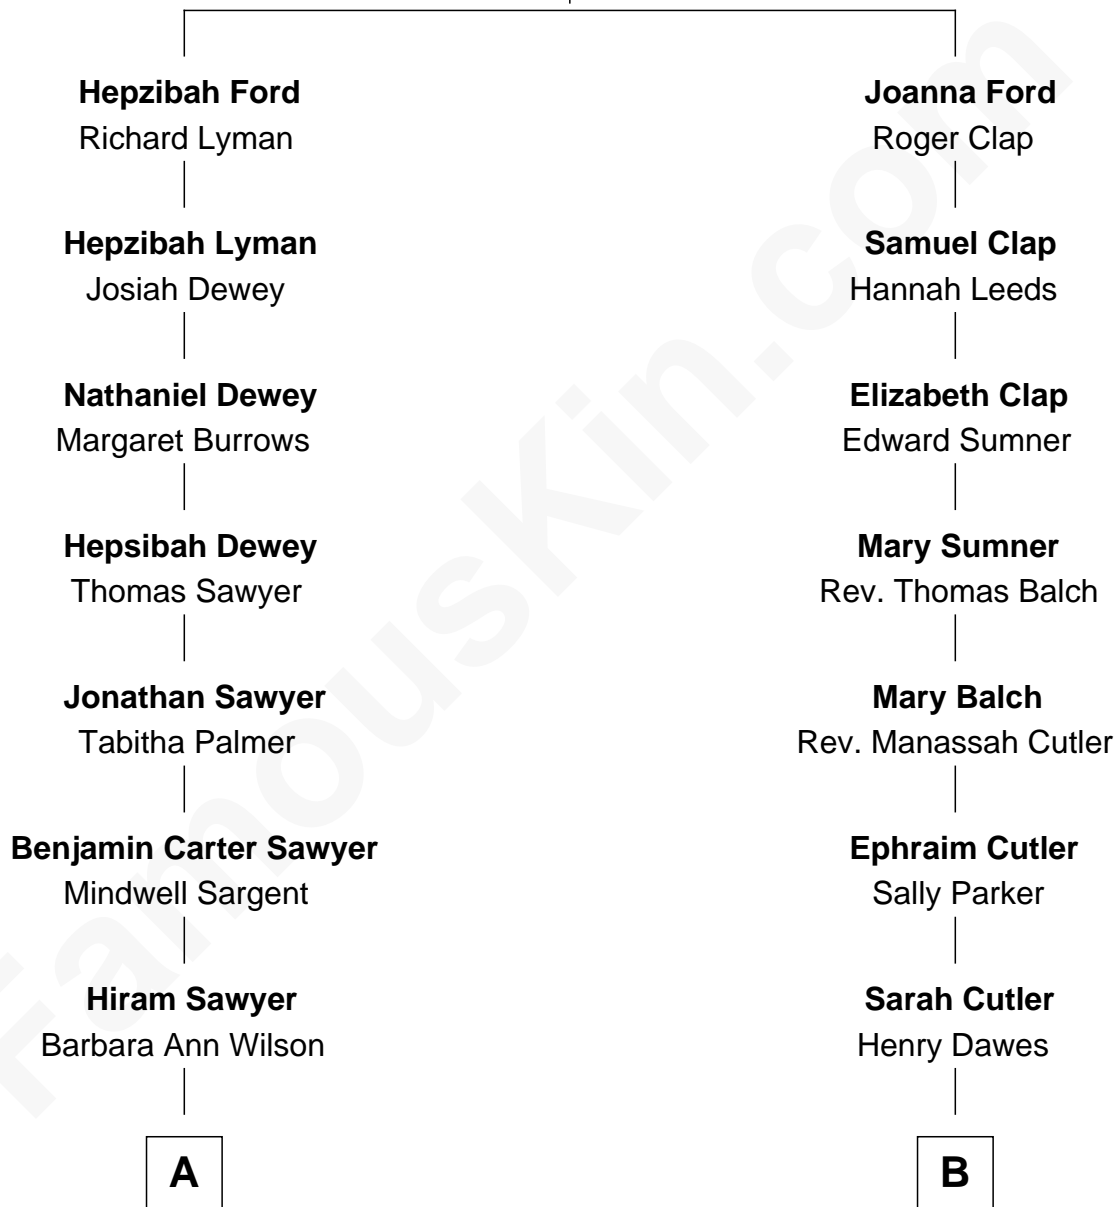 Hepzibah Ford
Richard Lyman
Hepzibah Lyman
Josiah Dewey
Nathaniel Dewey
Margaret Burrows
Hepsibah Dewey
Thomas Sawyer
Jonathan Sawyer
Tabitha Palmer
Benjamin Carter Sawyer
Mindwell Sargent
Hiram Sawyer
Barbara Ann Wilson
A
Joanna Ford
Roger Clap
Samuel Clap
Hannah Leeds
Elizabeth Clap
Edward Sumner
Mary Sumner
Rev. Thomas Balch
Mary Balch
Rev. Manassah Cutler
Ephraim Cutler
Sally Parker
Sarah Cutler
Henry Dawes
B
FamousKin.com